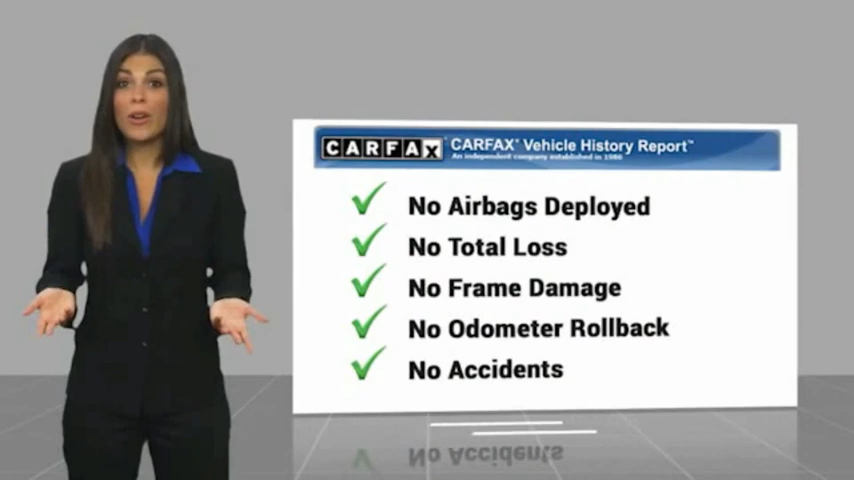 CARFAX CARFAX® Vehicle History Report™
An independent company established in 1986
No Airbags Deployed
No Total Loss
No Frame Damage
No Odometer Rollback
No Accidents
No Accidents